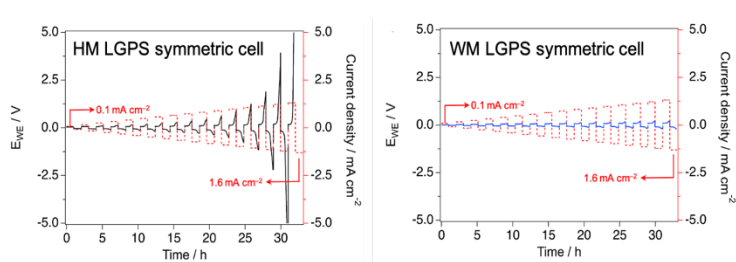 HM LGPS symmetric cell
5.0
2.5
0.0
-2.5
-5.0
E_WE / V
0.1 mA cm⁻²
1.6 mA cm⁻²
5.0
2.5
0.0
-2.5
-5.0
Current density / mA cm⁻²
0 5 10 15 20 25 30
Time / h
WM LGPS symmetric cell
5.0
2.5
0.0
-2.5
-5.0
E_WE / V
0.1 mA cm⁻²
1.6 mA cm⁻²
5.0
2.5
0.0
-2.5
-5.0
Current density / mA cm⁻²
0 5 10 15 20 25 30
Time / h